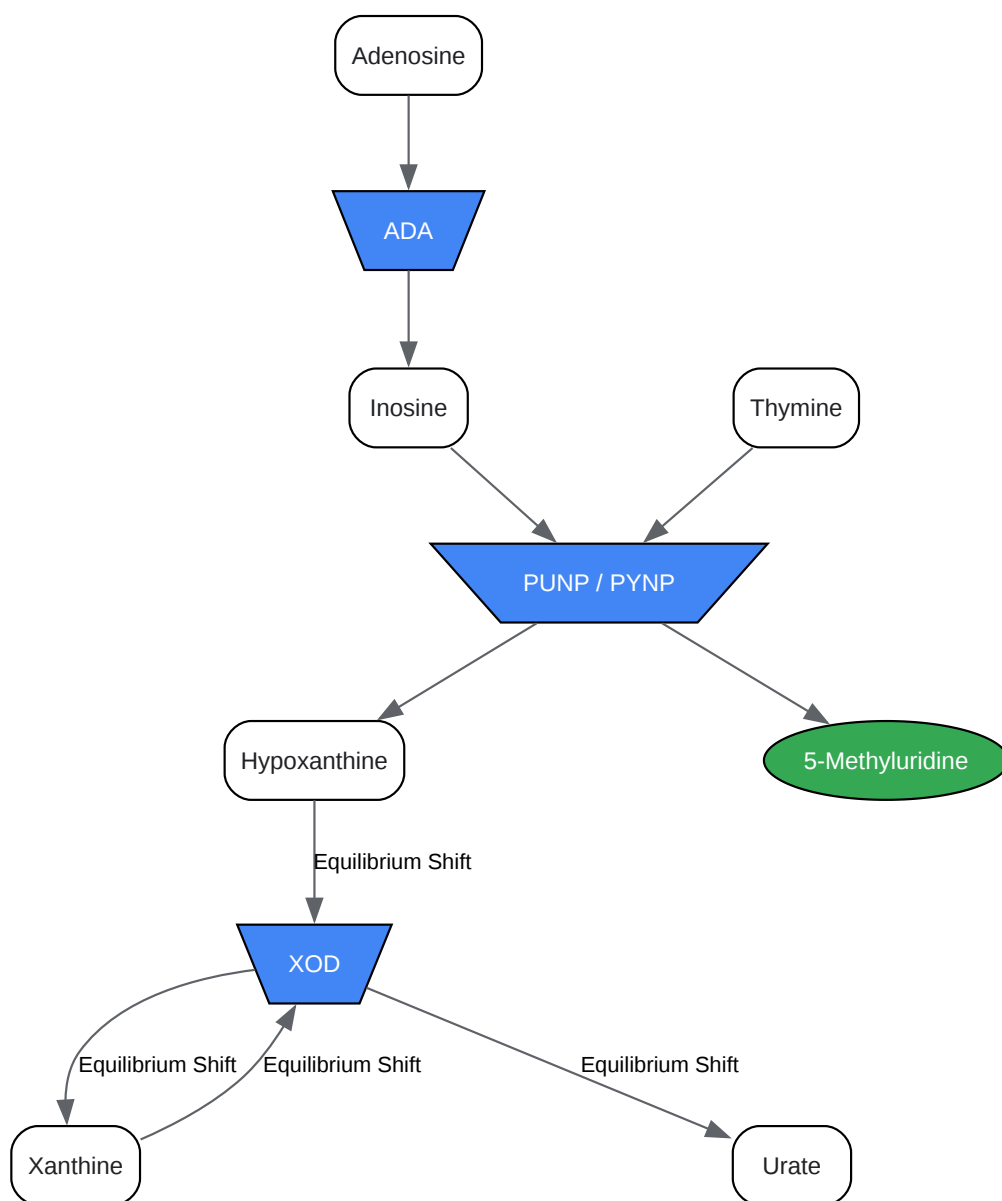 Adenosine
ADA
Inosine
Thymine
PUNP / PYNP
Hypoxanthine
5-Methyluridine
Equilibrium Shift
XOD
Equilibrium Shift
Equilibrium Shift
Equilibrium Shift
Xanthine
Urate